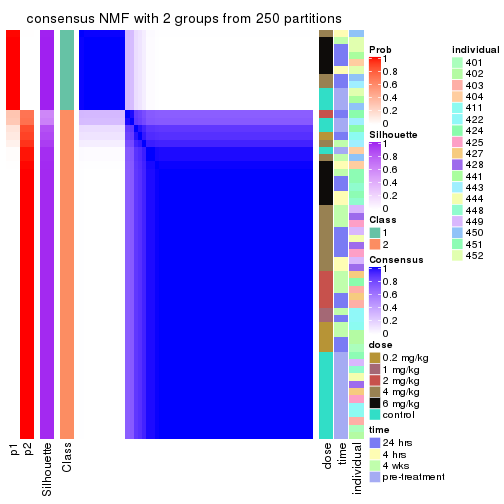 consensus NMF with 2 groups from 250 partitions
p1
p2
Silhouette
Class
dose
time
individual
Prob
1
0.8
0.6
0.4
0.2
0
Silhouette
1
0.8
0.6
0.4
0.2
0
Class
1
2
Consensus
1
0.8
0.6
0.4
0.2
0
dose
0.2 mg/kg
1 mg/kg
2 mg/kg
4 mg/kg
6 mg/kg
control
time
24 hrs
4 hrs
4 wks
pre-treatment
individual
401
402
403
404
411
422
424
425
427
428
441
443
444
448
449
450
451
452